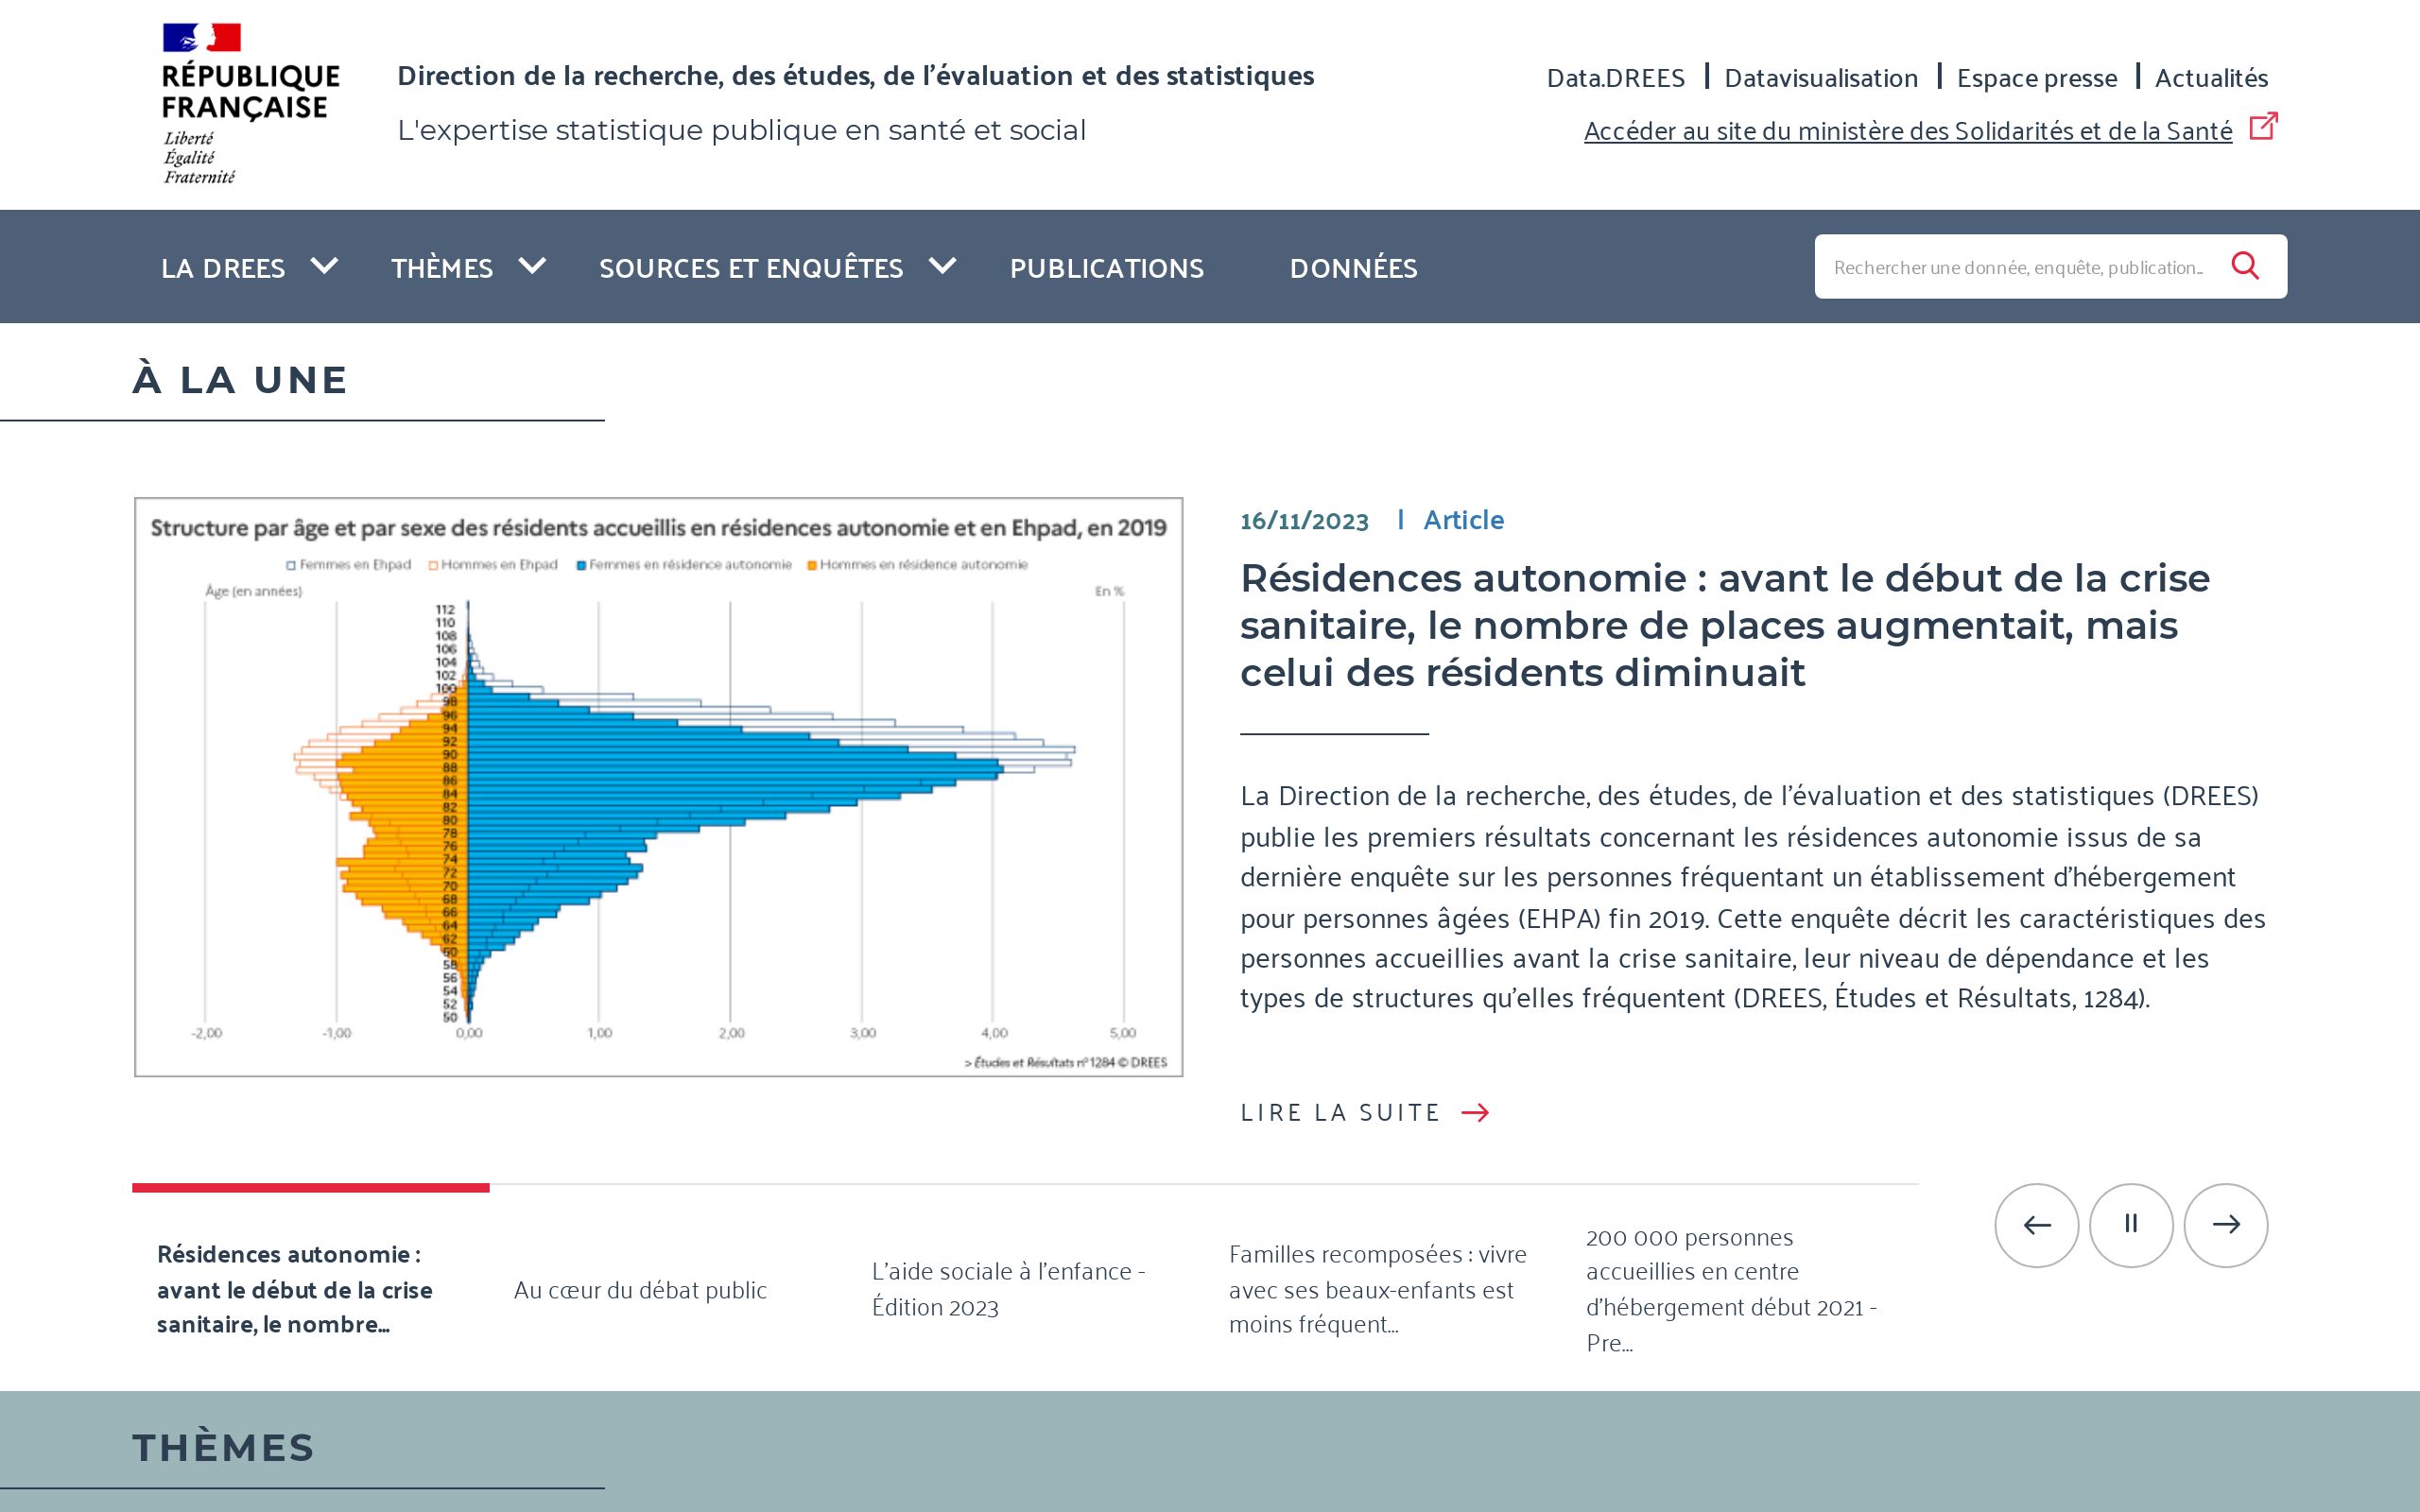 RÉPUBLIQUE
FRANÇAISE
Liberté
Égalité
Fraternité
Direction de la recherche, des études, de l'évaluation et des statistiques
L'expertise statistique publique en santé et social
Data.DREES | Datavisualisation | Espace presse | Actualités
Accéder au site du ministère des Solidarités et de la Santé
LA DREES THÈMES SOURCES ET ENQUÊTES PUBLICATIONS DONNÉES
Rechercher une donnée, enquête, publication...
À LA UNE
Structure par âge et par sexe des résidents accueillis en résidences autonomie et en Ehpad, en 2019
Femmes en Ehpad Hommes en Ehpad Femmes en résidence autonomie Hommes en résidence autonomie
Âge (en années) En %
112
110
108
106
104
102
100
98
96
94
92
90
88
86
84
82
80
78
76
74
72
70
68
66
64
62
60
58
56
54
52
50
-2,00 -1,00 0,00 1,00 2,00 3,00 4,00 5,00
> Études et Résultats n° 1284 © DREES
16/11/2023 | Article
Résidences autonomie : avant le début de la crise
sanitaire, le nombre de places augmentait, mais
celui des résidents diminuait
La Direction de la recherche, des études, de l'évaluation et des statistiques (DREES)
publie les premiers résultats concernant les résidences autonomie issus de sa
dernière enquête sur les personnes fréquentant un établissement d'hébergement
pour personnes âgées (EHPA) fin 2019. Cette enquête décrit les caractéristiques des
personnes accueillies avant la crise sanitaire, leur niveau de dépendance et les
types de structures qu'elles fréquentent (DREES, Études et Résultats, 1284).
LIRE LA SUITE
Résidences autonomie :
avant le début de la crise
sanitaire, le nombre...
Au cœur du débat public
L'aide sociale à l'enfance -
Édition 2023
Familles recomposées : vivre
avec ses beaux-enfants est
moins fréquent...
200 000 personnes
accueillies en centre
d'hébergement début 2021 -
Pre...
THÈMES